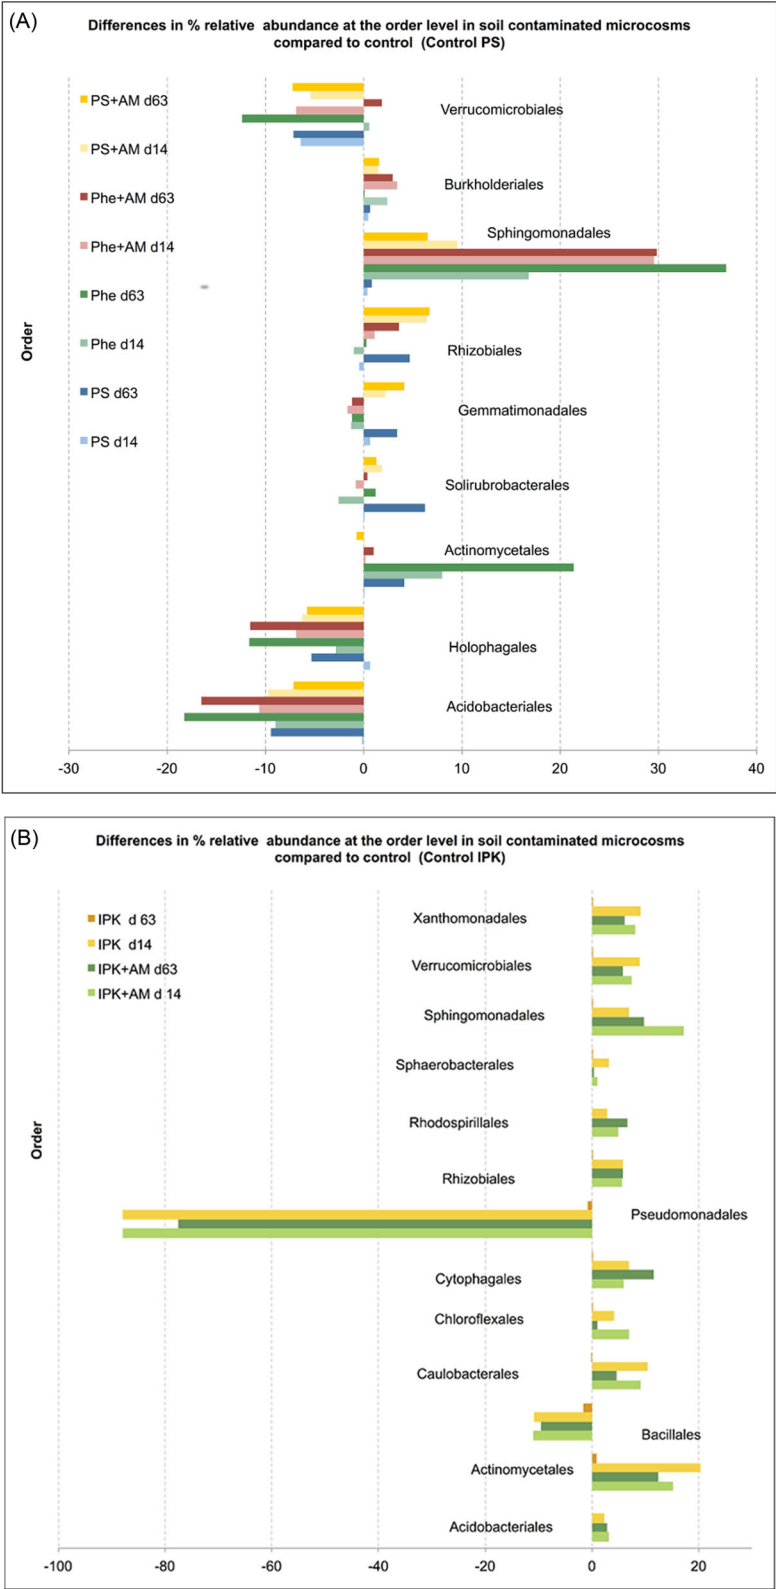 (A)
Differences in % relative abundance at the order level in soil contaminated microcosms
compared to control (Control PS)
PS+AM d63
PS+AM d14
Phe+AM d63
Phe+AM d14
Phe d63
Phe d14
PS d63
PS d14
Order
Verrucomicrobiales
Burkholderiales
Sphingomonadales
Rhizobiales
Gemmatimonadales
Solirubrobacterales
Actinomycetales
Holophagales
Acidobacteriales
-30 -20 -10 0 10 20 30 40
(B)
Differences in % relative abundance at the order level in soil contaminated microcosms
compared to control (Control IPK)
IPK d 63
IPK d14
IPK+AM d63
IPK+AM d 14
Order
Xanthomonadales
Verrucomicrobiales
Sphingomonadales
Sphaerobacterales
Rhodospirillales
Rhizobiales
Pseudomonadales
Cytophagales
Chloroflexales
Caulobacterales
Bacillales
Actinomycetales
Acidobacteriales
-100 -80 -60 -40 -20 0 20